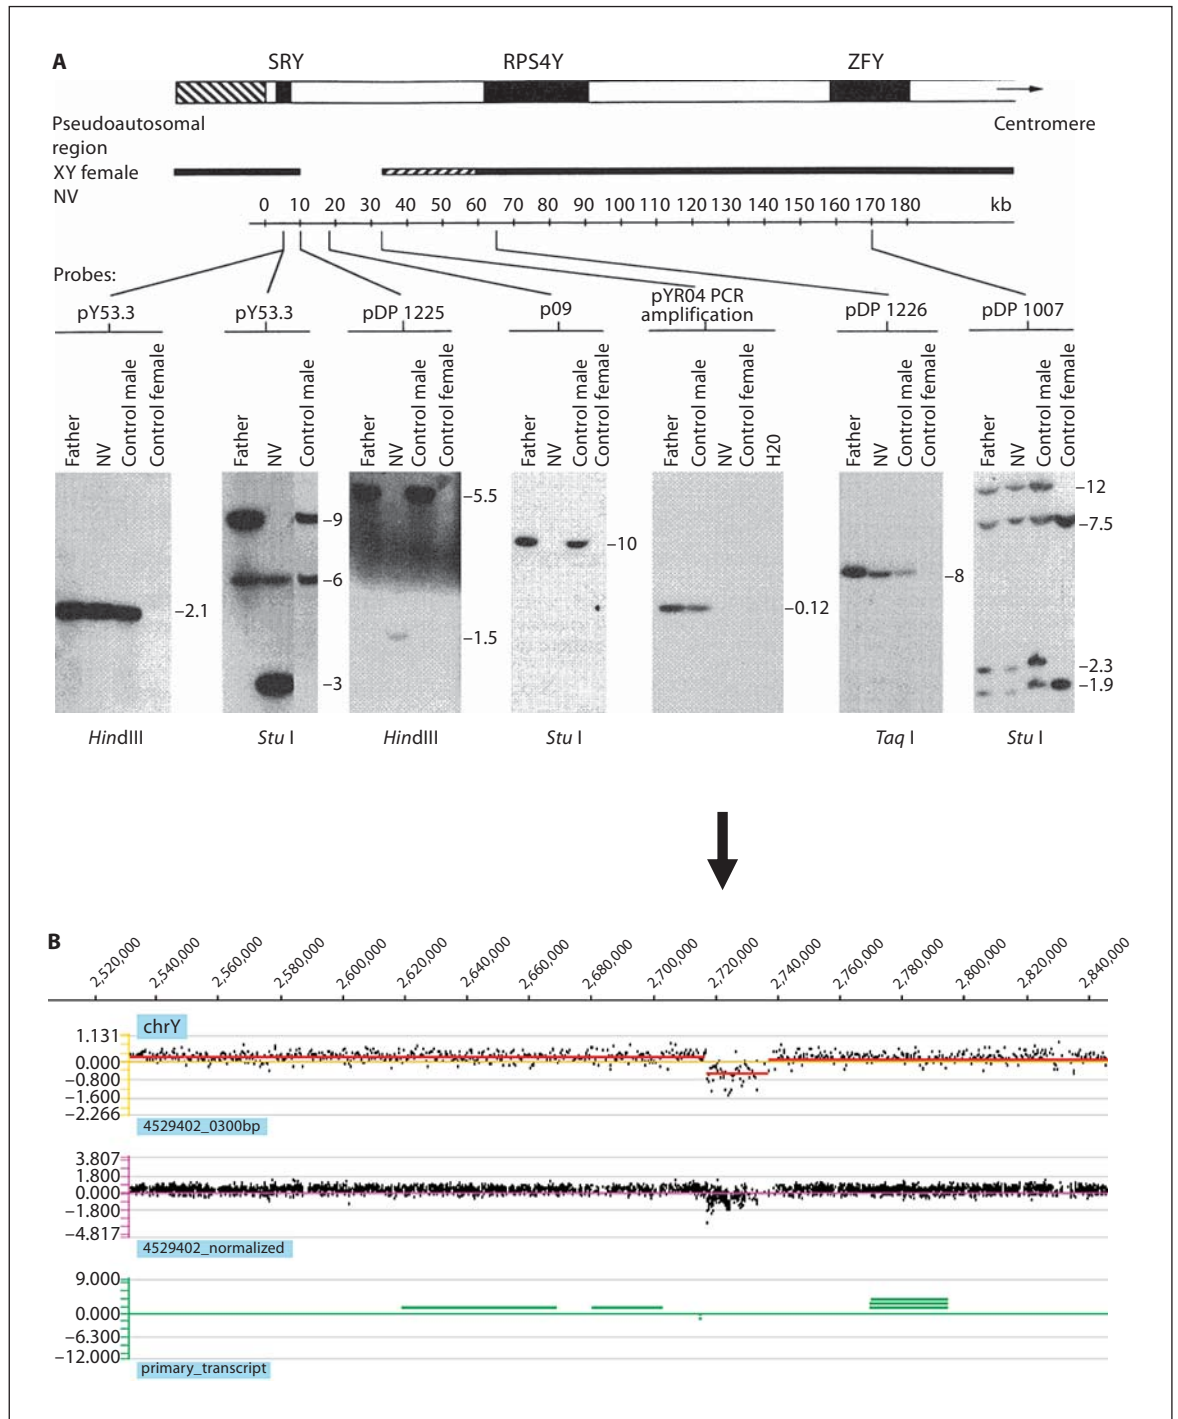 A
SRY RPS4Y ZFY
Pseudoautosomal region
Centromere
XY female NV
0 10 20 30 40 50 60 70 80 90 100 110 120 130 140 150 160 170 180 kb
Probes:
pY53.3 pY53.3 pDP 1225 p09 pYR04 PCR amplification pDP 1226 pDP 1007
Father NV Control male Control female
Father NV Control male
Father NV Control male Control female
Father NV Control male Control female
Father Control male NV Control female H20
Father NV Control male Control female
Father NV Control male Control female
–2.1
–9
–6
–3
–5.5
–1.5
–10
–0.12
–8
–12
–7.5
–2.3
–1.9
HindIII Stu I HindIII Stu I Taq I Stu I
B
2,520,000 2,540,000 2,560,000 2,580,000 2,600,000 2,620,000 2,640,000 2,660,000 2,680,000 2,700,000 2,720,000 2,740,000 2,760,000 2,780,000 2,800,000 2,820,000 2,840,000
chrY
1.131
0.000
–0.800
–1.600
–2.266
4529402_0300bp
3.807
1.800
0.000
–1.800
–4.817
4529402_normalized
9.000
0.000
–6.300
–12.000
primary_transcript